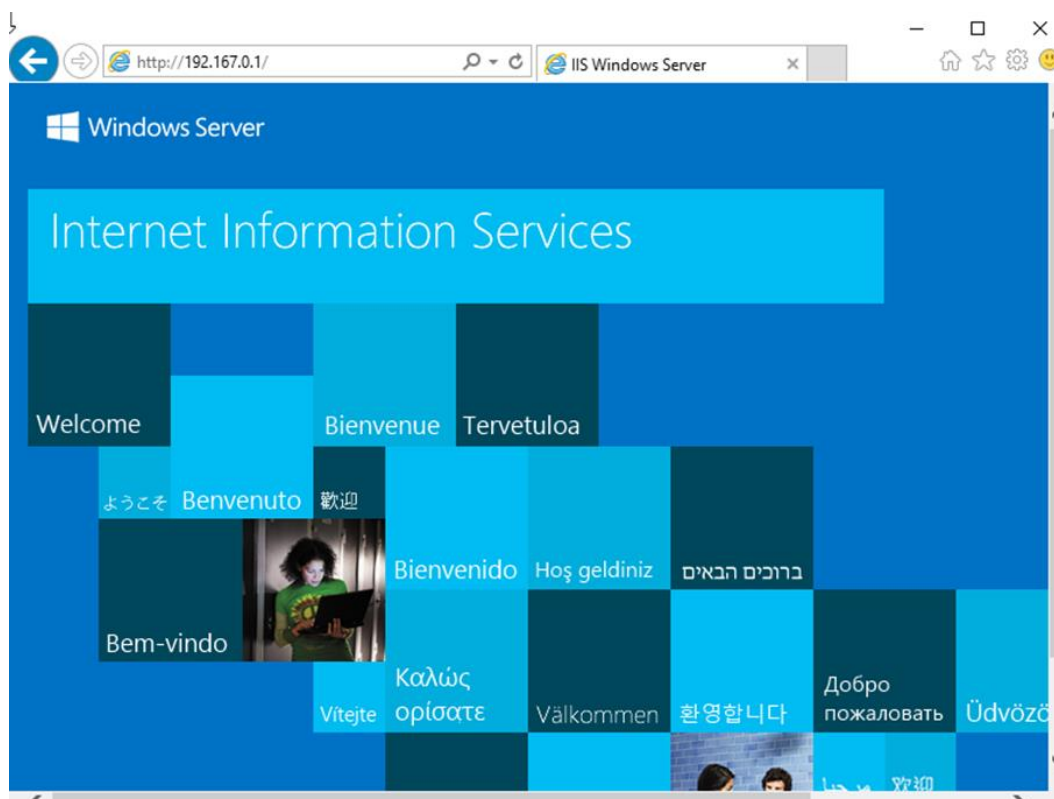 http://192.167.0.1/
IIS Windows Server
Windows Server
Internet Information Services
Welcome
Bienvenue
Tervetuloa
ようこそ
Benvenuto
歡迎
Bienvenido
Hoş geldiniz
ברוכים הבאים
Bem-vindo
Vítejte
Καλώς
ορίσατε
Välkommen
환영합니다
Добро
пожаловать
Üdvözö